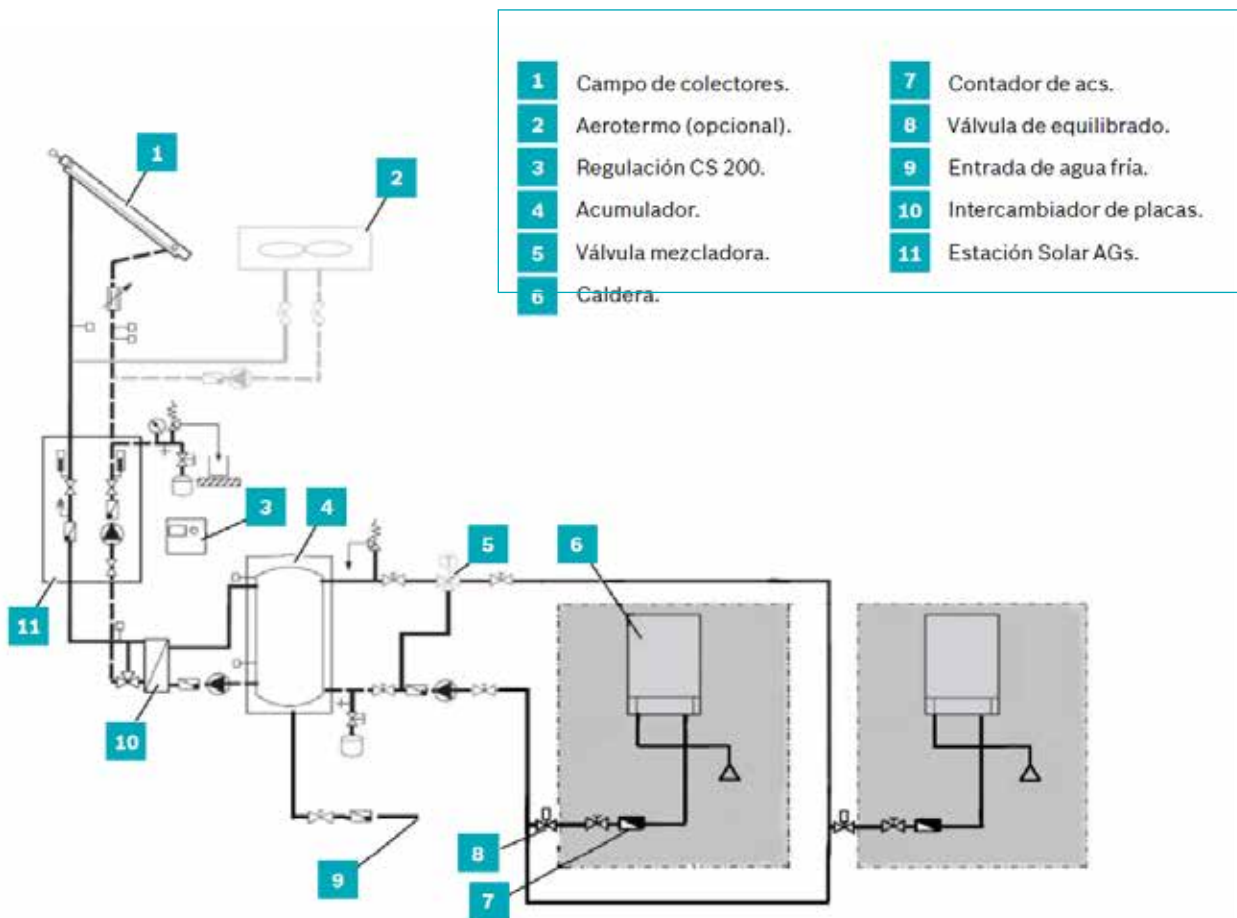 1 Campo de colectores.
2 Aerotermo (opcional).
3 Regulación CS 200.
4 Acumulador.
5 Válvula mezcladora.
6 Caldera.
7 Contador de acs.
8 Válvula de equilibrado.
9 Entrada de agua fría.
10 Intercambiador de placas.
11 Estación Solar AGs.
1
2
3
4
5
6
11
10
9
8
7